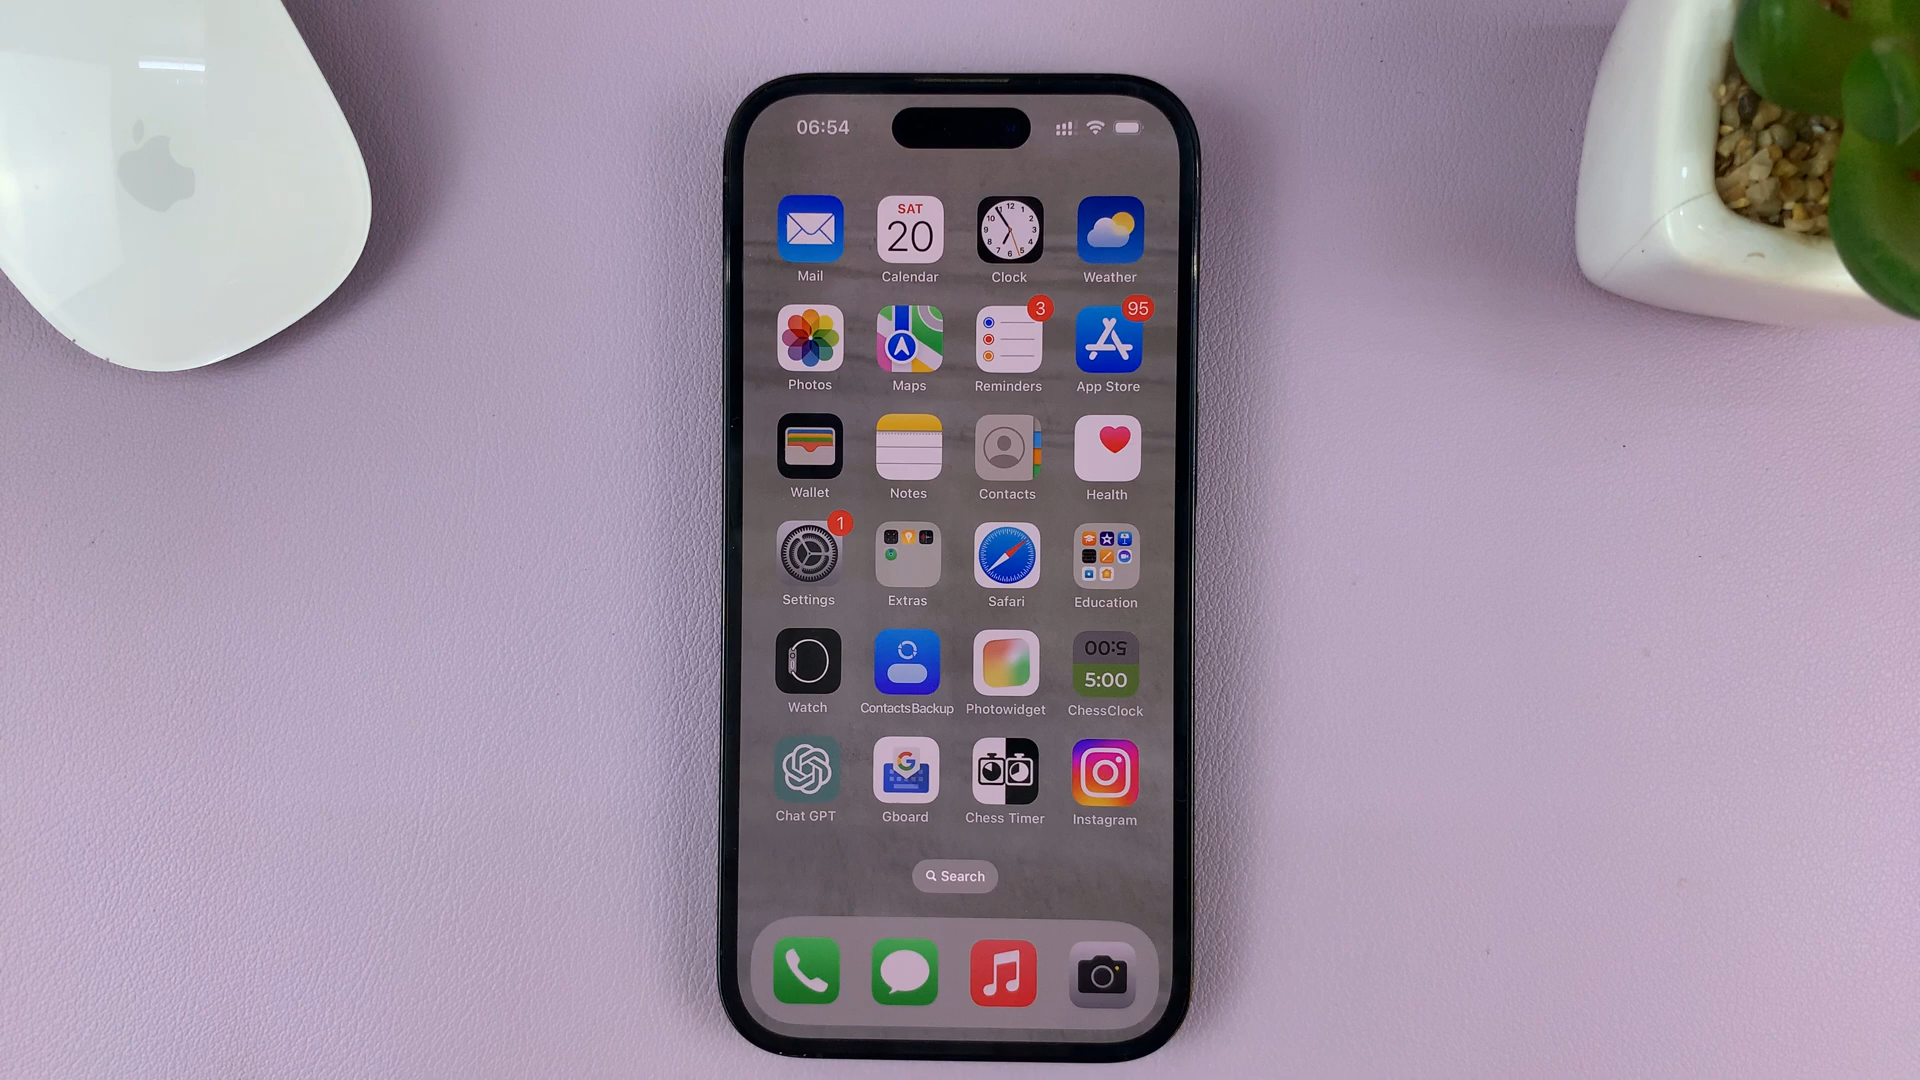 06:54
SAT
20
Mail Calendar Clock Weather
3 95
Photos Maps Reminders App Store
Wallet Notes Contacts Health
1
Settings Extras Safari Education
5:00
5:00
Watch ContactsBackup Photowidget ChessClock
G
Chat GPT Gboard Chess Timer Instagram
Search